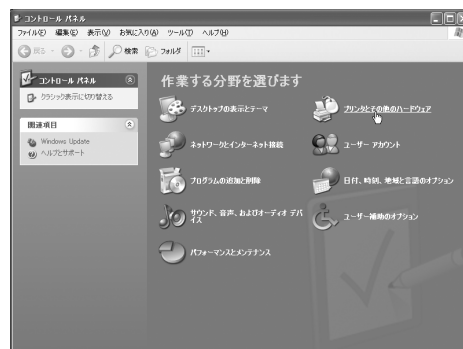 コントロール パネル
ファイル(F) 編集(E) 表示(V) お気に入り(A) ツール(T) ヘルプ(H)
戻る 検索 フォルダ
コントロール パネル
クラシック表示に切り替える
関連項目
Windows Update
ヘルプとサポート
作業する分野を選びます
デスクトップの表示とテーマ
プリンタとその他のハードウェア
ネットワークとインターネット接続
ユーザー アカウント
プログラムの追加と削除
日付、時刻、地域と言語のオプション
サウンド、音声、およびオーディオ デバ
イス
ユーザー補助のオプション
パフォーマンスとメンテナンス